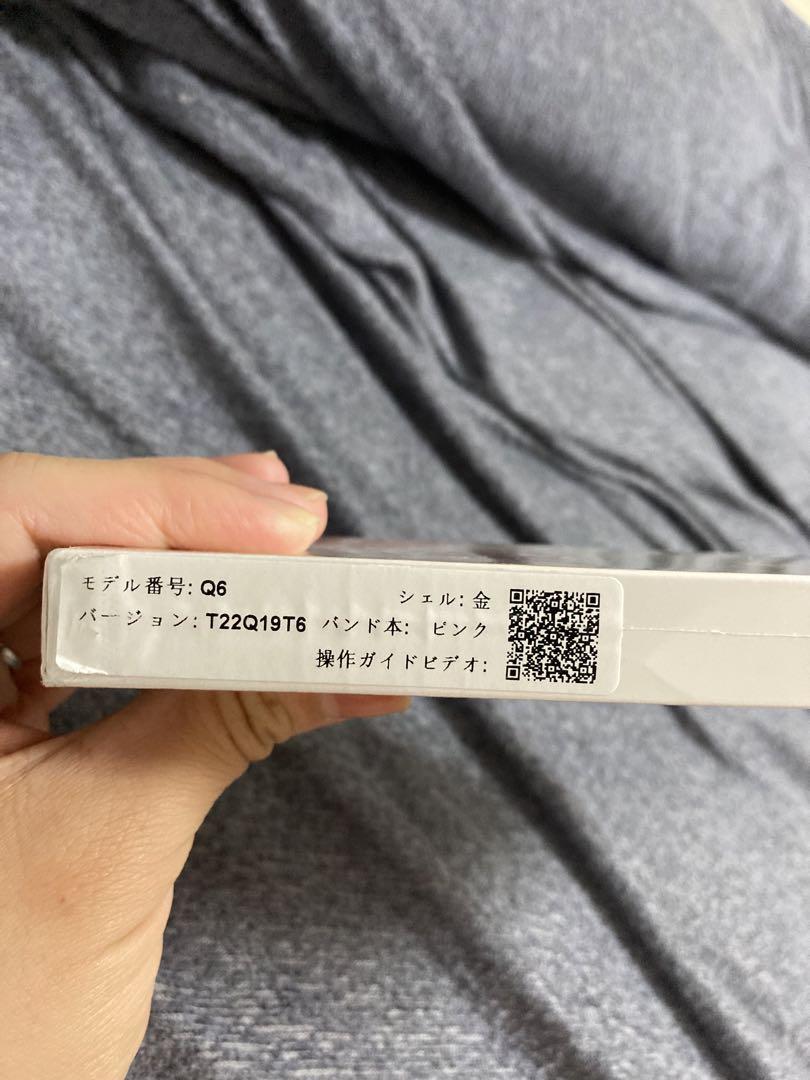 モデル番号: Q6 シェル: 金
バージョン: T22Q19T6 バンド本: ピンク
操作ガイドビデオ: